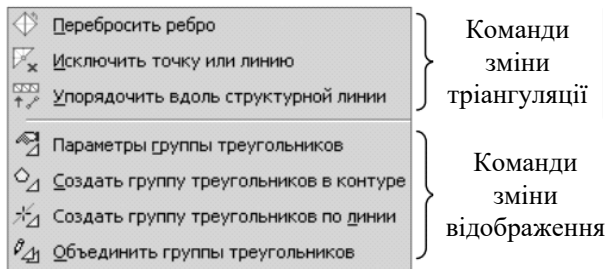 Перебросить ребро
Исключить точку или линию
Упорядочить вдоль структурной линии
Команди
зміни
тріангуляції
Параметры группы треугольников
Создать группу треугольников в контуре
Создать группу треугольников по линии
Объединить группы треугольников
Команди
зміни
відображення